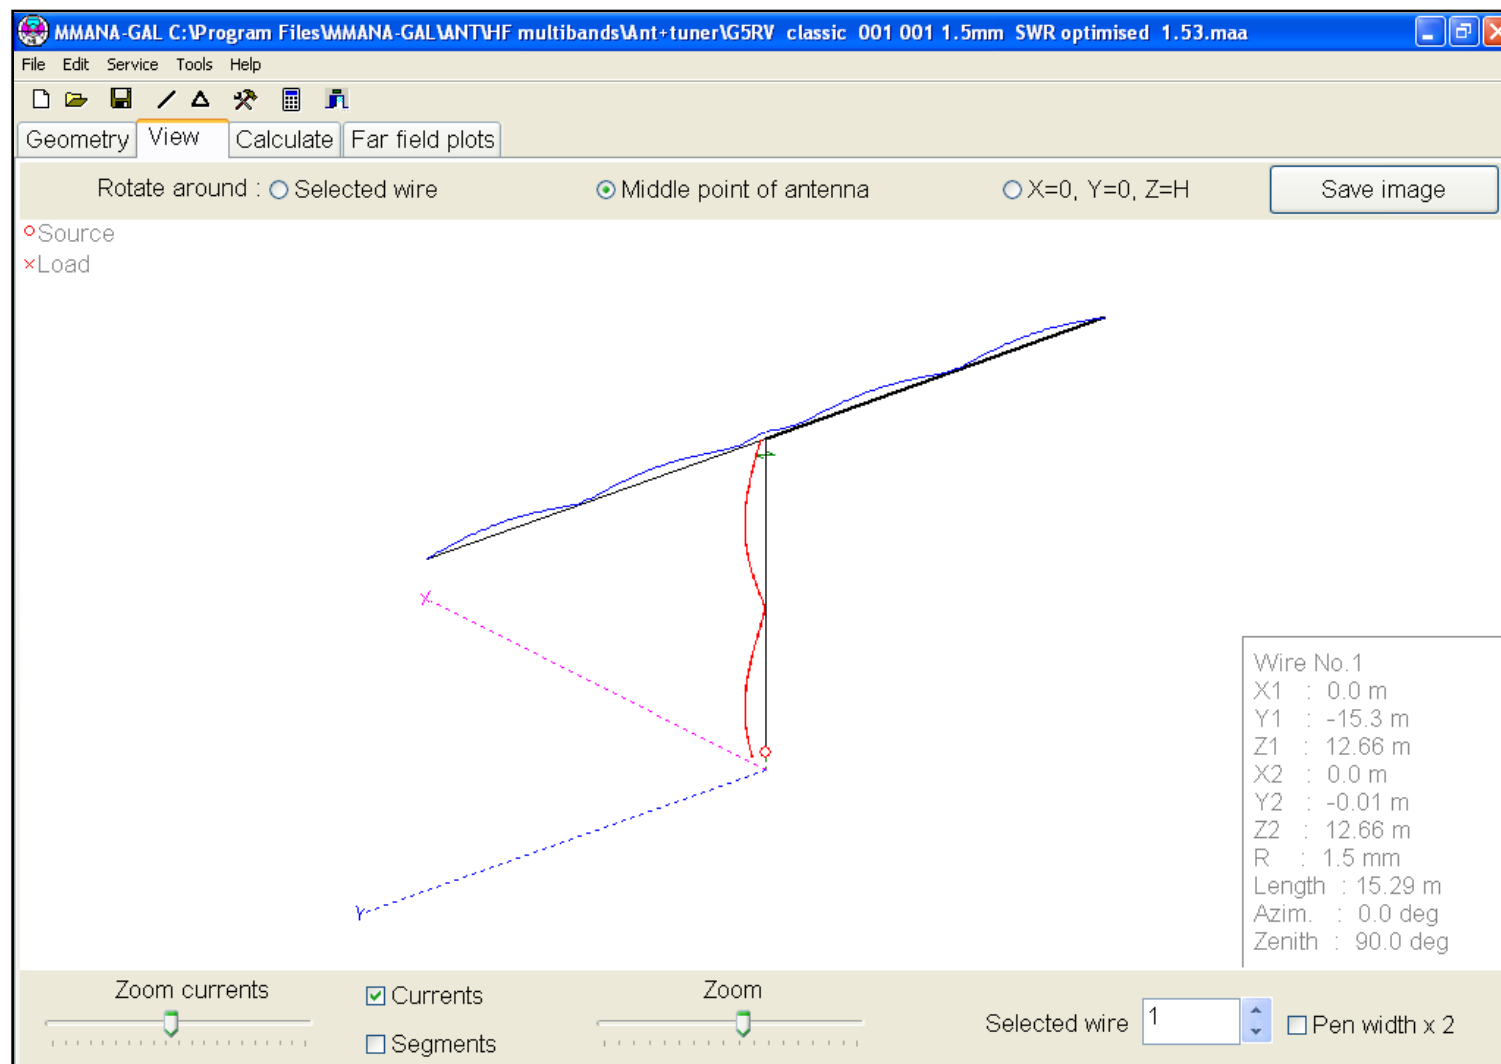 MMANA-GAL C:\Program Files\MMANA-GAL\ANT\HF multibands\Ant+tuner\G5RV classic 001 001 1.5mm SWR optimised 1.53.maa
File Edit Service Tools Help
Geometry View Calculate Far field plots
Rotate around : Selected wire Middle point of antenna X=0, Y=0, Z=H Save image
Source
Load
X
Y
Wire No.1
X1 : 0.0 m
Y1 : -15.3 m
Z1 : 12.66 m
X2 : 0.0 m
Y2 : -0.01 m
Z2 : 12.66 m
R : 1.5 mm
Length : 15.29 m
Azim. : 0.0 deg
Zenith : 90.0 deg
Zoom currents Currents Zoom
Segments
Selected wire 1 Pen width x 2